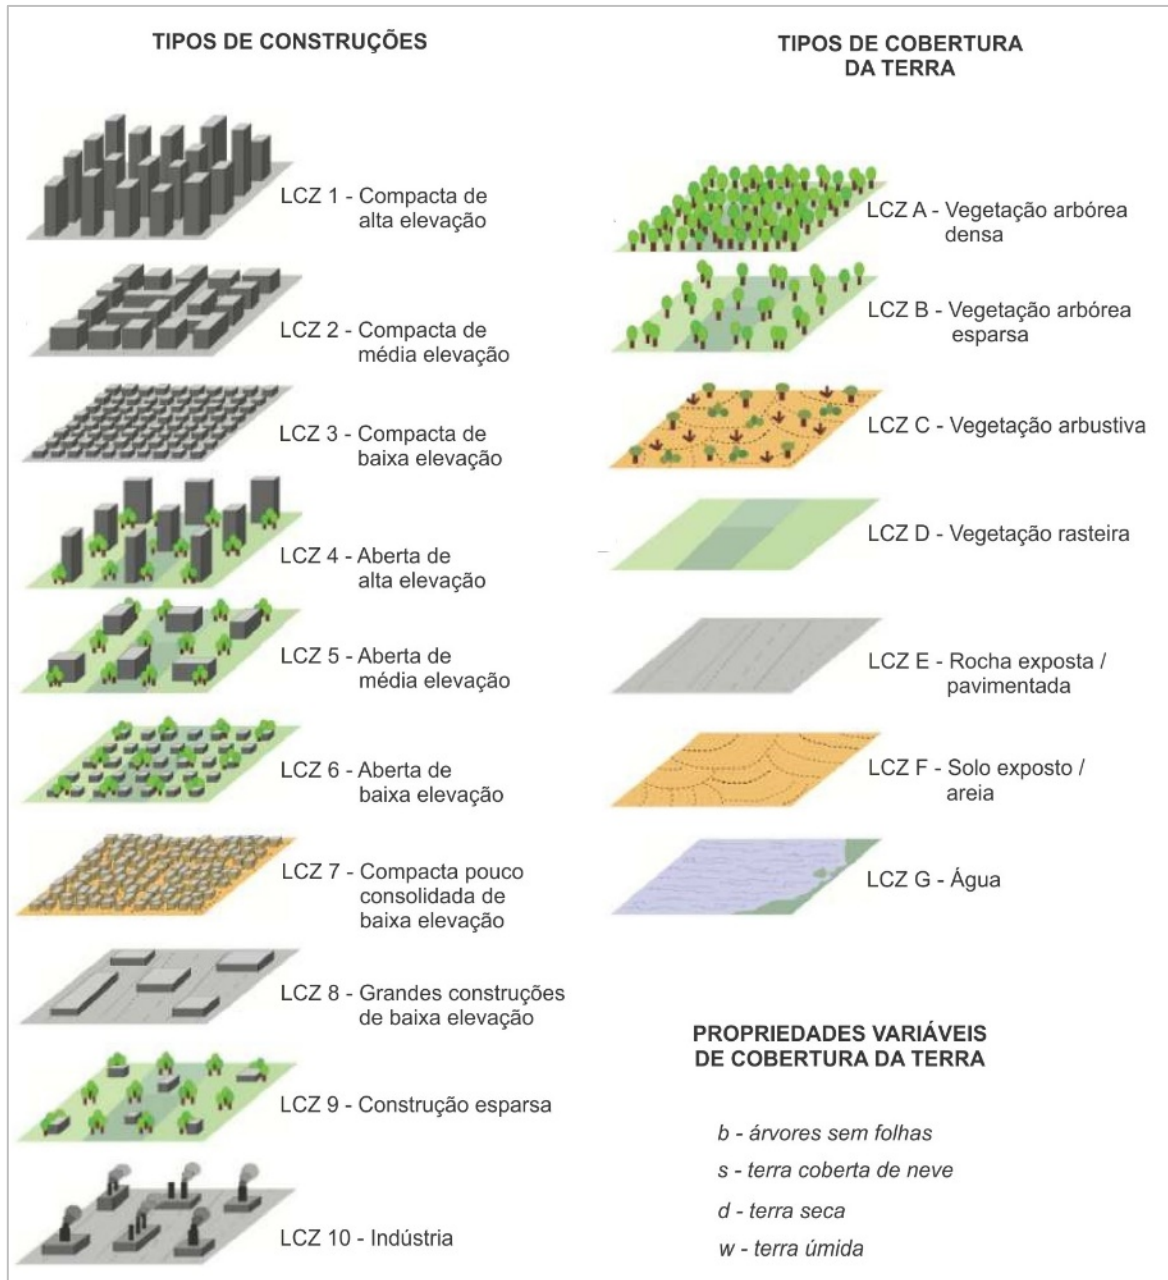 TIPOS DE CONSTRUÇÕES
LCZ 1 - Compacta de
alta elevação
LCZ 2 - Compacta de
média elevação
LCZ 3 - Compacta de
baixa elevação
LCZ 4 - Aberta de
alta elevação
LCZ 5 - Aberta de
média elevação
LCZ 6 - Aberta de
baixa elevação
LCZ 7 - Compacta pouco
consolidada de
baixa elevação
LCZ 8 - Grandes construções
de baixa elevação
LCZ 9 - Construção esparsa
LCZ 10 - Indústria
TIPOS DE COBERTURA
DA TERRA
LCZ A - Vegetação arbórea
densa
LCZ B - Vegetação arbórea
esparsa
LCZ C - Vegetação arbustiva
LCZ D - Vegetação rasteira
LCZ E - Rocha exposta /
pavimentada
LCZ F - Solo exposto /
areia
LCZ G - Água
PROPRIEDADES VARIÁVEIS
DE COBERTURA DA TERRA
b - árvores sem folhas
s - terra coberta de neve
d - terra seca
w - terra úmida